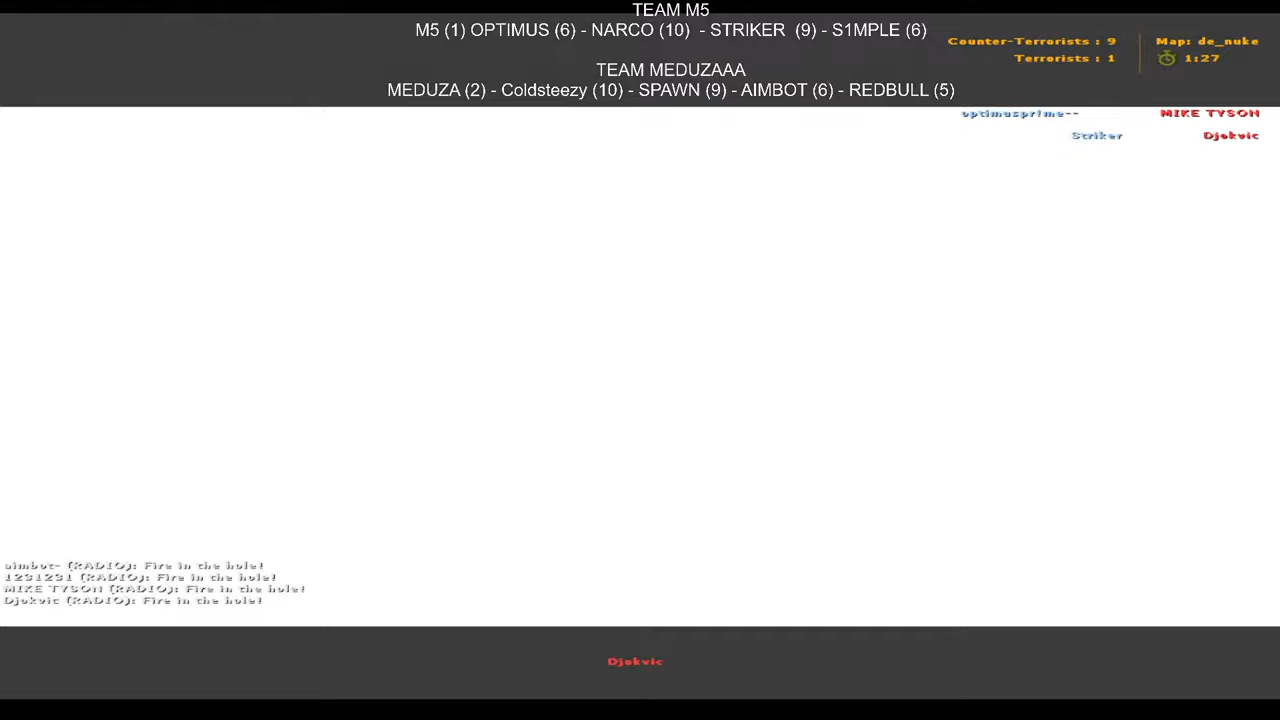 TEAM M5
M5 (1) OPTIMUS (6) - NARCO (10)  - STRIKER  (9) - S1MPLE (6)
TEAM MEDUZAAA
MEDUZA (2) - Coldsteezy (10) - SPAWN (9) - AIMBOT (6) - REDBULL (5)
Counter-Terrorists : 9
Terrorists : 1
Map: de_nuke
1:27
optimuspr!me--
MIKE TYSON
Striker
Djokvic
aimbot- (RADIO): Fire in the hole!
1231231 (RADIO): Fire in the hole!
MIKE TYSON (RADIO): Fire in the hole!
Djokvic (RADIO): Fire in the hole!
Djokvic